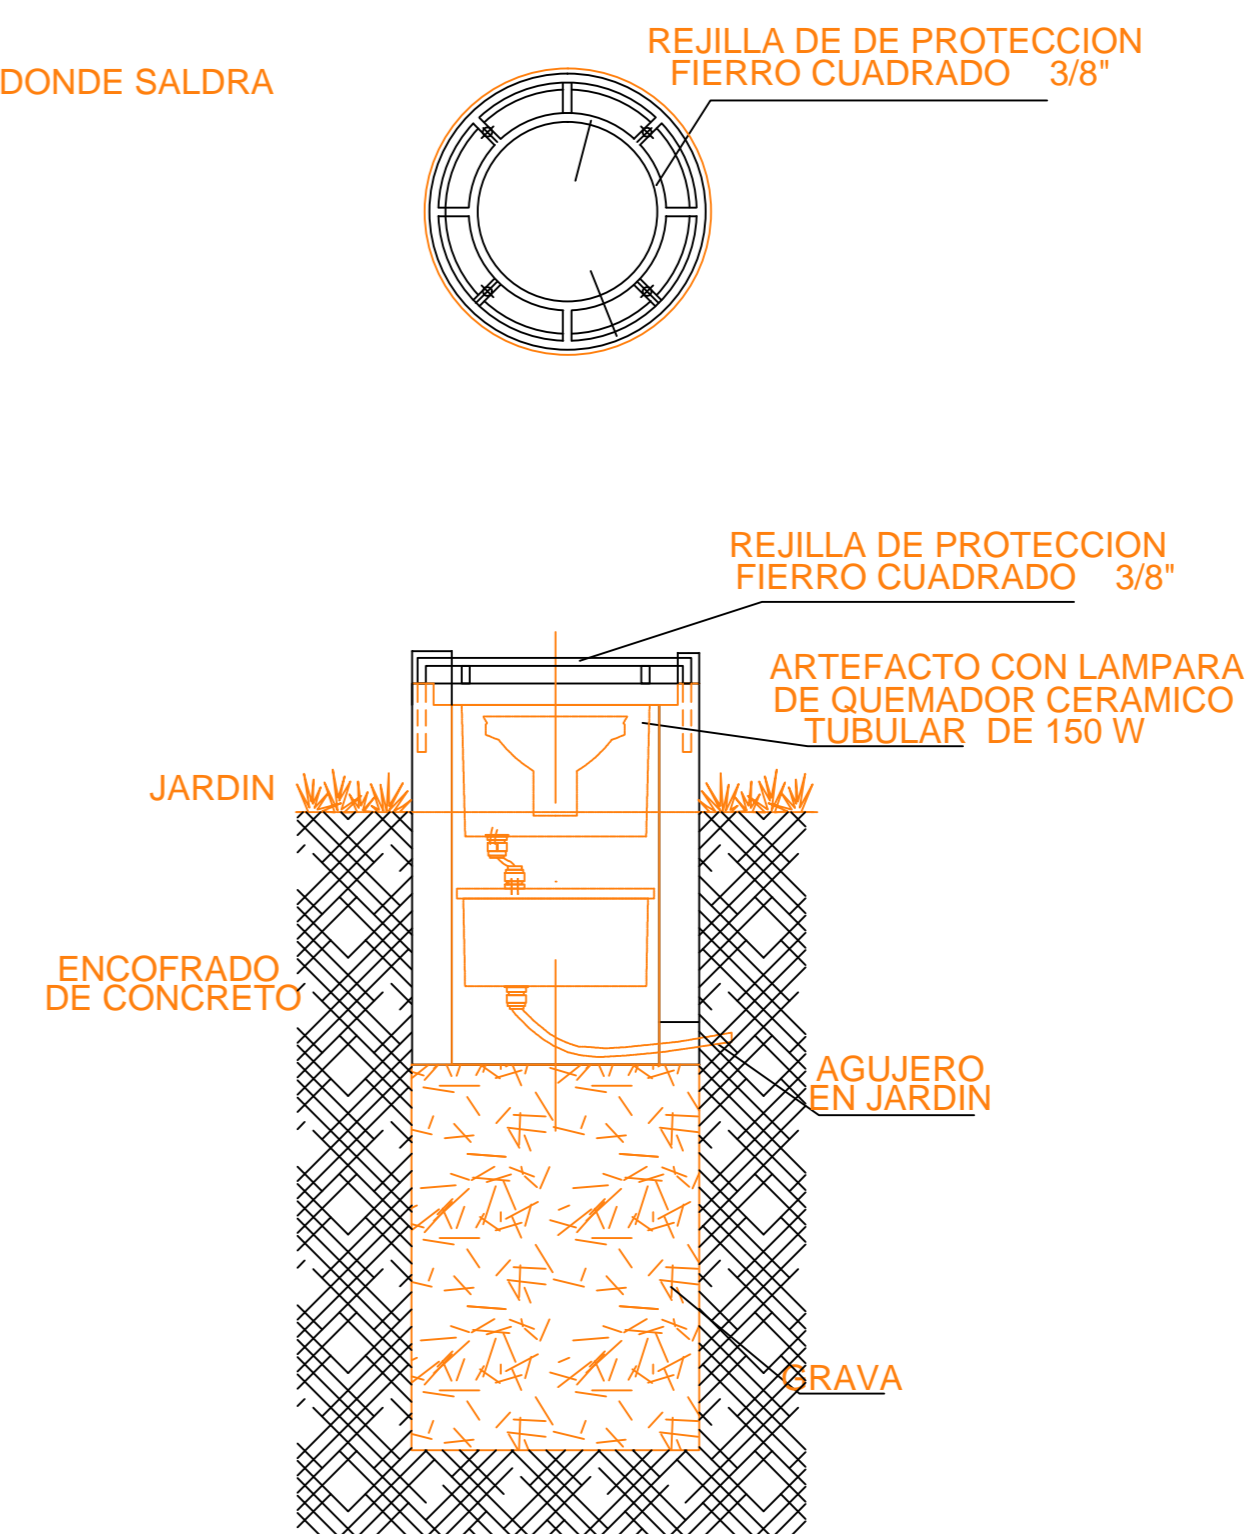 DONDE SALDRA
REJILLA DE DE PROTECCION
FIERRO CUADRADO 3/8"
REJILLA DE PROTECCION
FIERRO CUADRADO 3/8"
ARTEFACTO CON LAMPARA
DE QUEMADOR CERAMICO
TUBULAR DE 150 W
JARDIN
ENCOFRADO
DE CONCRETO
AGUJERO
EN JARDIN
GRAVA